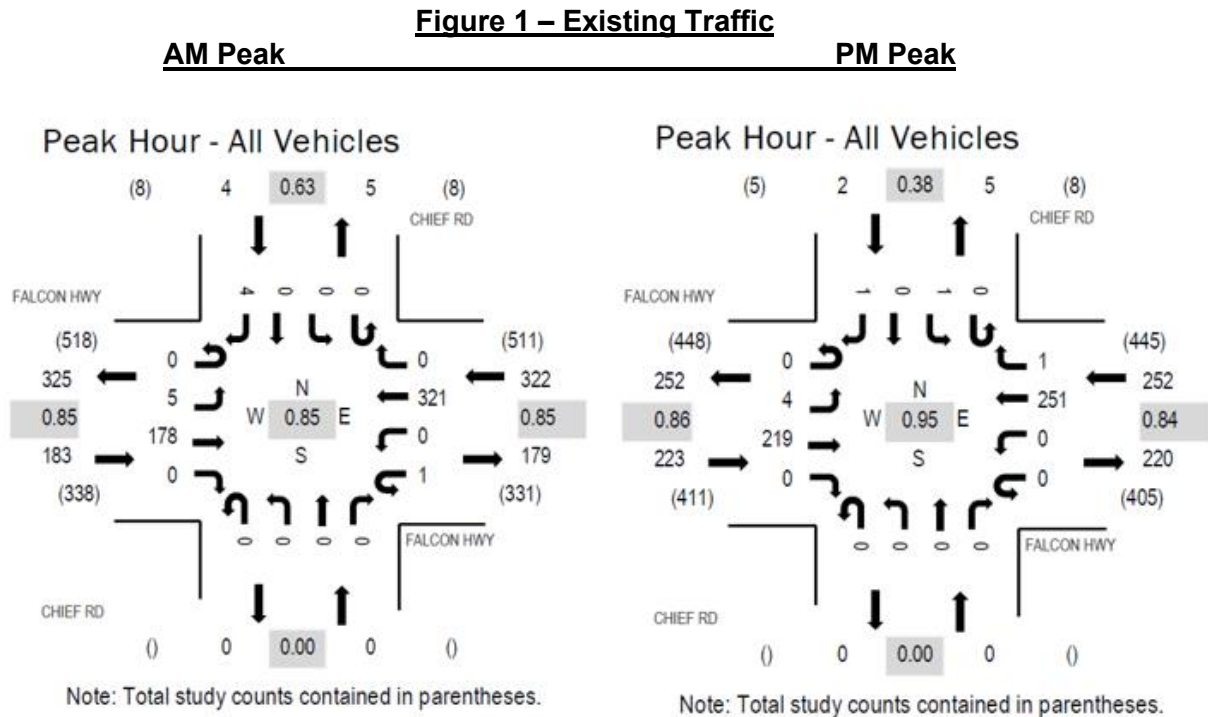 Figure 1 – Existing Traffic
AM Peak PM Peak
Peak Hour - All Vehicles
(8) 4 0.63 5 (8)
CHIEF RD
FALCON HWY
4 0 0 0
(518) 0 0 (511)
325 5 321 322
0.85 N 0.85
W 0.85 E
S
183 178 0 179
(338) 0 1 (331)
0 0 0 0
FALCON HWY
CHIEF RD
() 0 0.00 0 ()
Note: Total study counts contained in parentheses.
Peak Hour - All Vehicles
(5) 2 0.38 5 (8)
CHIEF RD
FALCON HWY
1 0 1 0
(448) 0 1 (445)
252 4 251 252
0.86 N 0.84
W 0.95 E
S
223 219 0 220
(411) 0 0 (405)
0 0 0 0
FALCON HWY
CHIEF RD
() 0 0.00 0 ()
Note: Total study counts contained in parentheses.